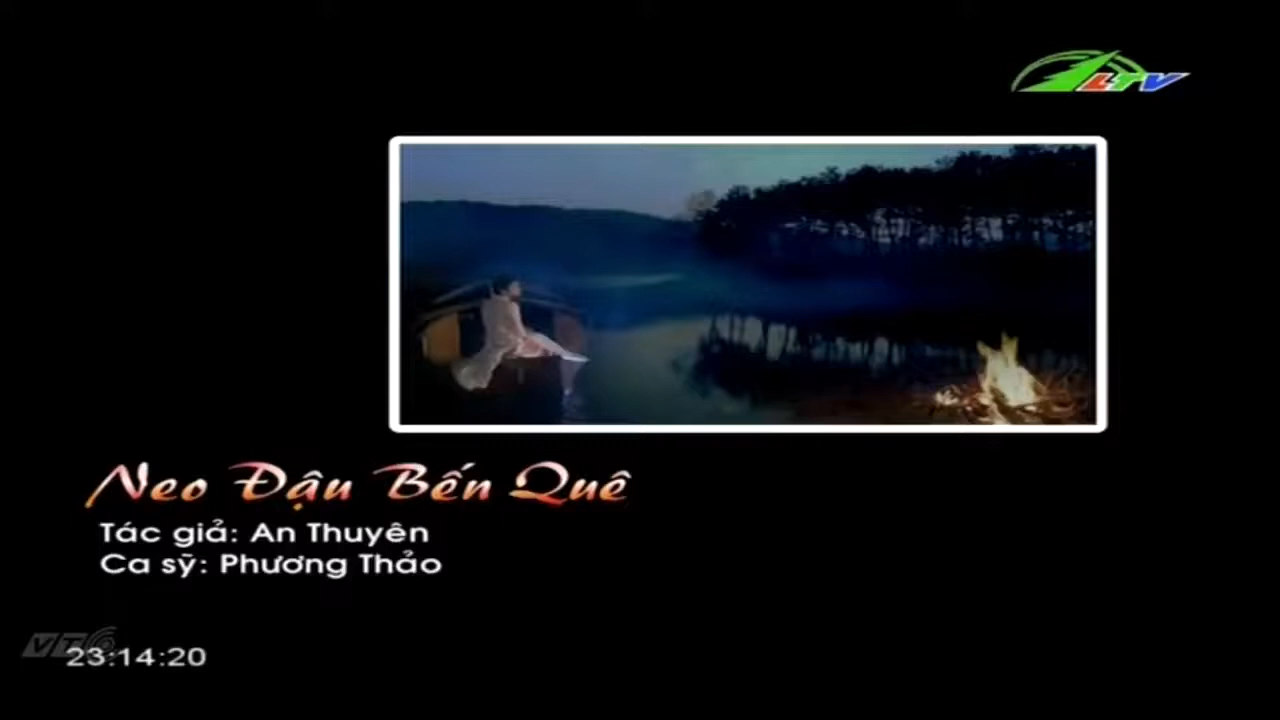 LTV
Neo Đậu Bến Quê
Tác giả: An Thuyên
Ca sỹ: Phương Thảo
VTC
23:14:20